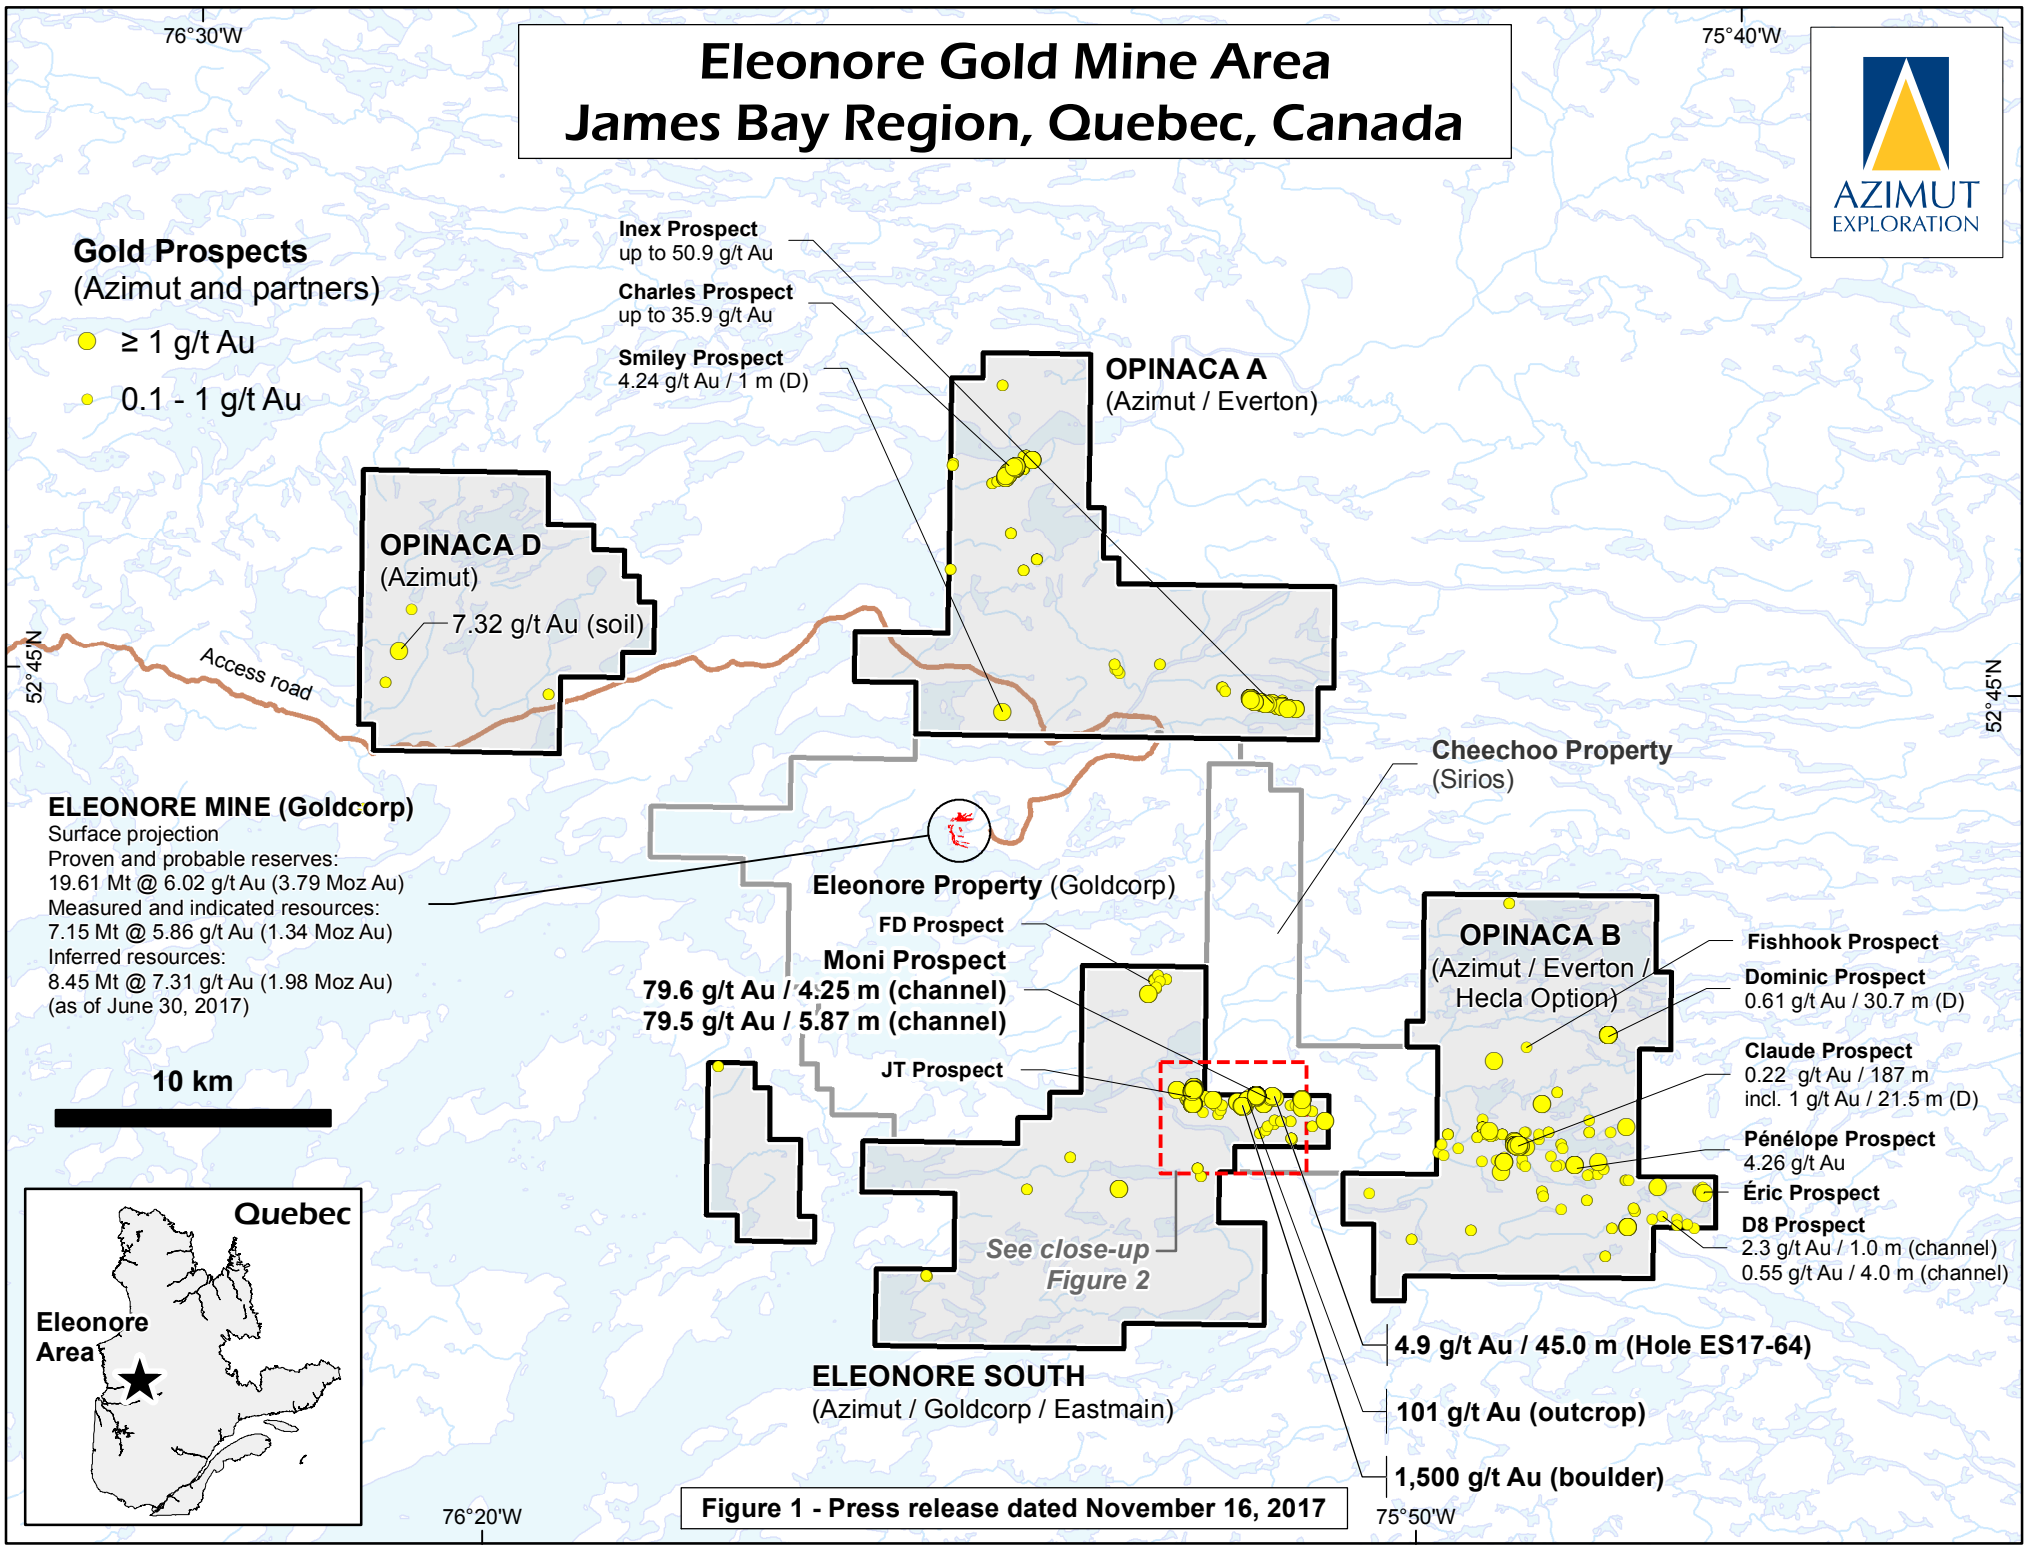 76°30'W
75°40'W
Eleonore Gold Mine Area
James Bay Region, Quebec, Canada
AZIMUT
EXPLORATION
Gold Prospects
(Azimut and partners)
≥ 1 g/t Au
0.1 - 1 g/t Au
Inex Prospect
up to 50.9 g/t Au
Charles Prospect
up to 35.9 g/t Au
Smiley Prospect
4.24 g/t Au / 1 m (D)
OPINACA A
(Azimut / Everton)
OPINACA D
(Azimut)
7.32 g/t Au (soil)
52°45'N
Access road
52°45'N
Cheechoo Property
(Sirios)
ELEONORE MINE (Goldcorp)
Surface projection
Proven and probable reserves:
19.61 Mt @ 6.02 g/t Au (3.79 Moz Au)
Measured and indicated resources:
7.15 Mt @ 5.86 g/t Au (1.34 Moz Au)
Inferred resources:
8.45 Mt @ 7.31 g/t Au (1.98 Moz Au)
(as of June 30, 2017)
Eleonore Property (Goldcorp)
FD Prospect
Moni Prospect
79.6 g/t Au / 4.25 m (channel)
79.5 g/t Au / 5.87 m (channel)
JT Prospect
OPINACA B
(Azimut / Everton /
Hecla Option)
Fishhook Prospect
Dominic Prospect
0.61 g/t Au / 30.7 m (D)
Claude Prospect
0.22 g/t Au / 187 m
incl. 1 g/t Au / 21.5 m (D)
Pénélope Prospect
4.26 g/t Au
Éric Prospect
D8 Prospect
2.3 g/t Au / 1.0 m (channel)
0.55 g/t Au / 4.0 m (channel)
10 km
Quebec
Eleonore
Area
See close-up
Figure 2
ELEONORE SOUTH
(Azimut / Goldcorp / Eastmain)
4.9 g/t Au / 45.0 m (Hole ES17-64)
101 g/t Au (outcrop)
1,500 g/t Au (boulder)
76°20'W
Figure 1 - Press release dated November 16, 2017
75°50'W